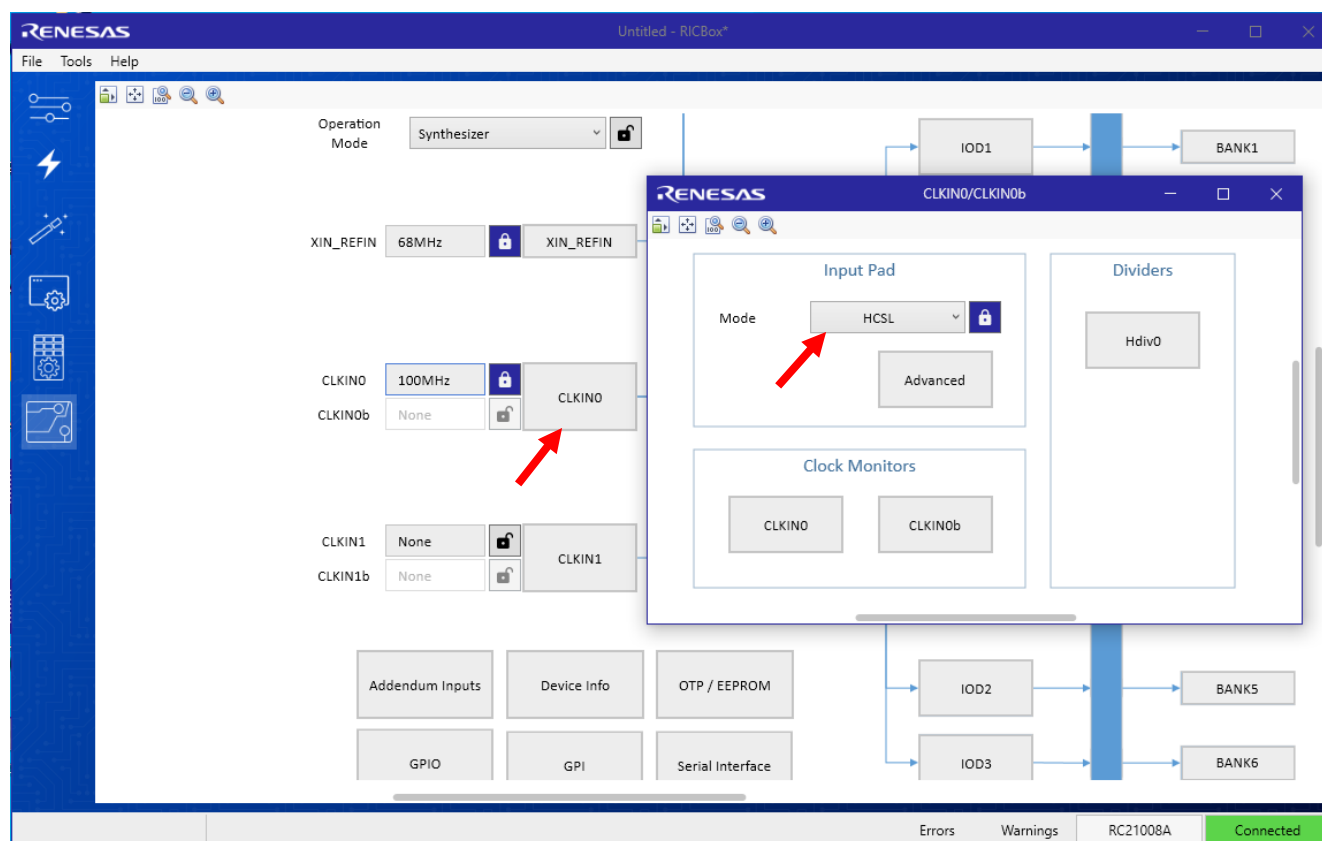 RENESAS
Untitled - RICBox*
File Tools Help
Operation
Mode
Synthesizer
IOD1
BANK1
XIN_REFIN 68MHz XIN_REFIN
CLKIN0 100MHz
CLKIN0b None
CLKIN0
CLKIN1 None
CLKIN1b None
CLKIN1
RENESAS
CLKIN0/CLKIN0b
100
Input Pad
Mode HCSL
Advanced
Dividers
Hdiv0
Clock Monitors
CLKIN0 CLKIN0b
Addendum Inputs Device Info OTP / EEPROM
IOD2 BANK5
GPIO GPI Serial Interface
IOD3 BANK6
Errors Warnings RC21008A Connected